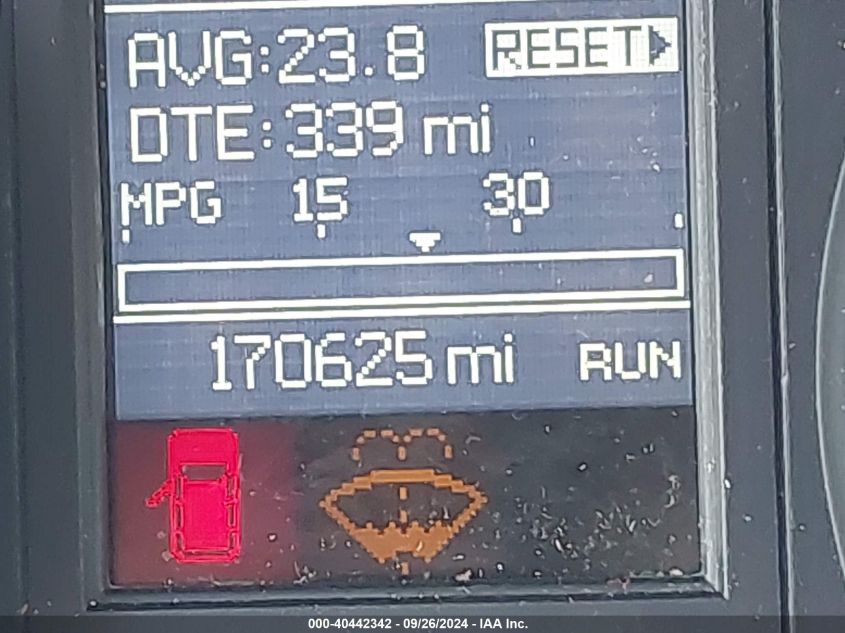 AVG:23.8 RESET
DTE:339 mi
MPG 15 30
170625 mi RUN
000-40442342 - 09/26/2024 - IAA Inc.